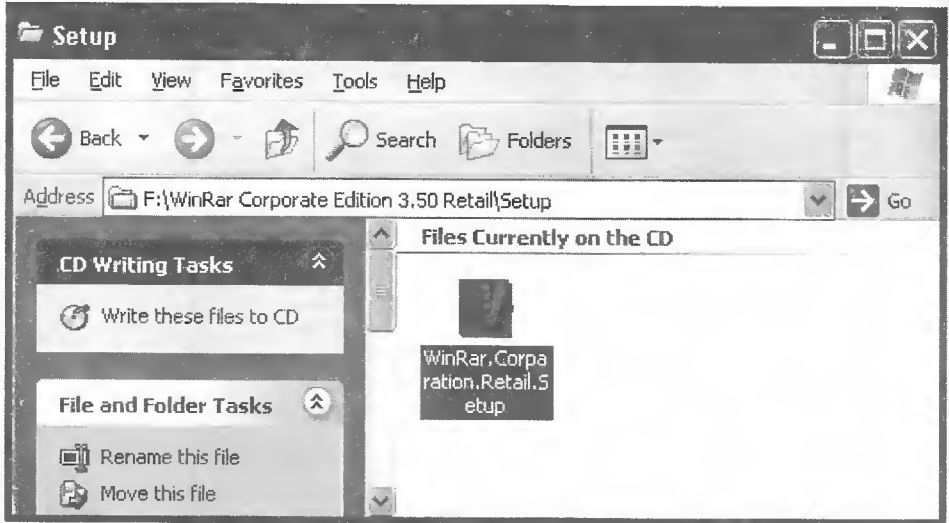 Setup
File Edit View Favorites Tools Help
Back Search Folders
Address F:\WinRar Corporate Edition 3.50 Retail\Setup Go
Files Currently on the CD
CD Writing Tasks
Write these files to CD
WinRar.Corpa
ration.Retail.S
etup
File and Folder Tasks
Rename this file
Move this file